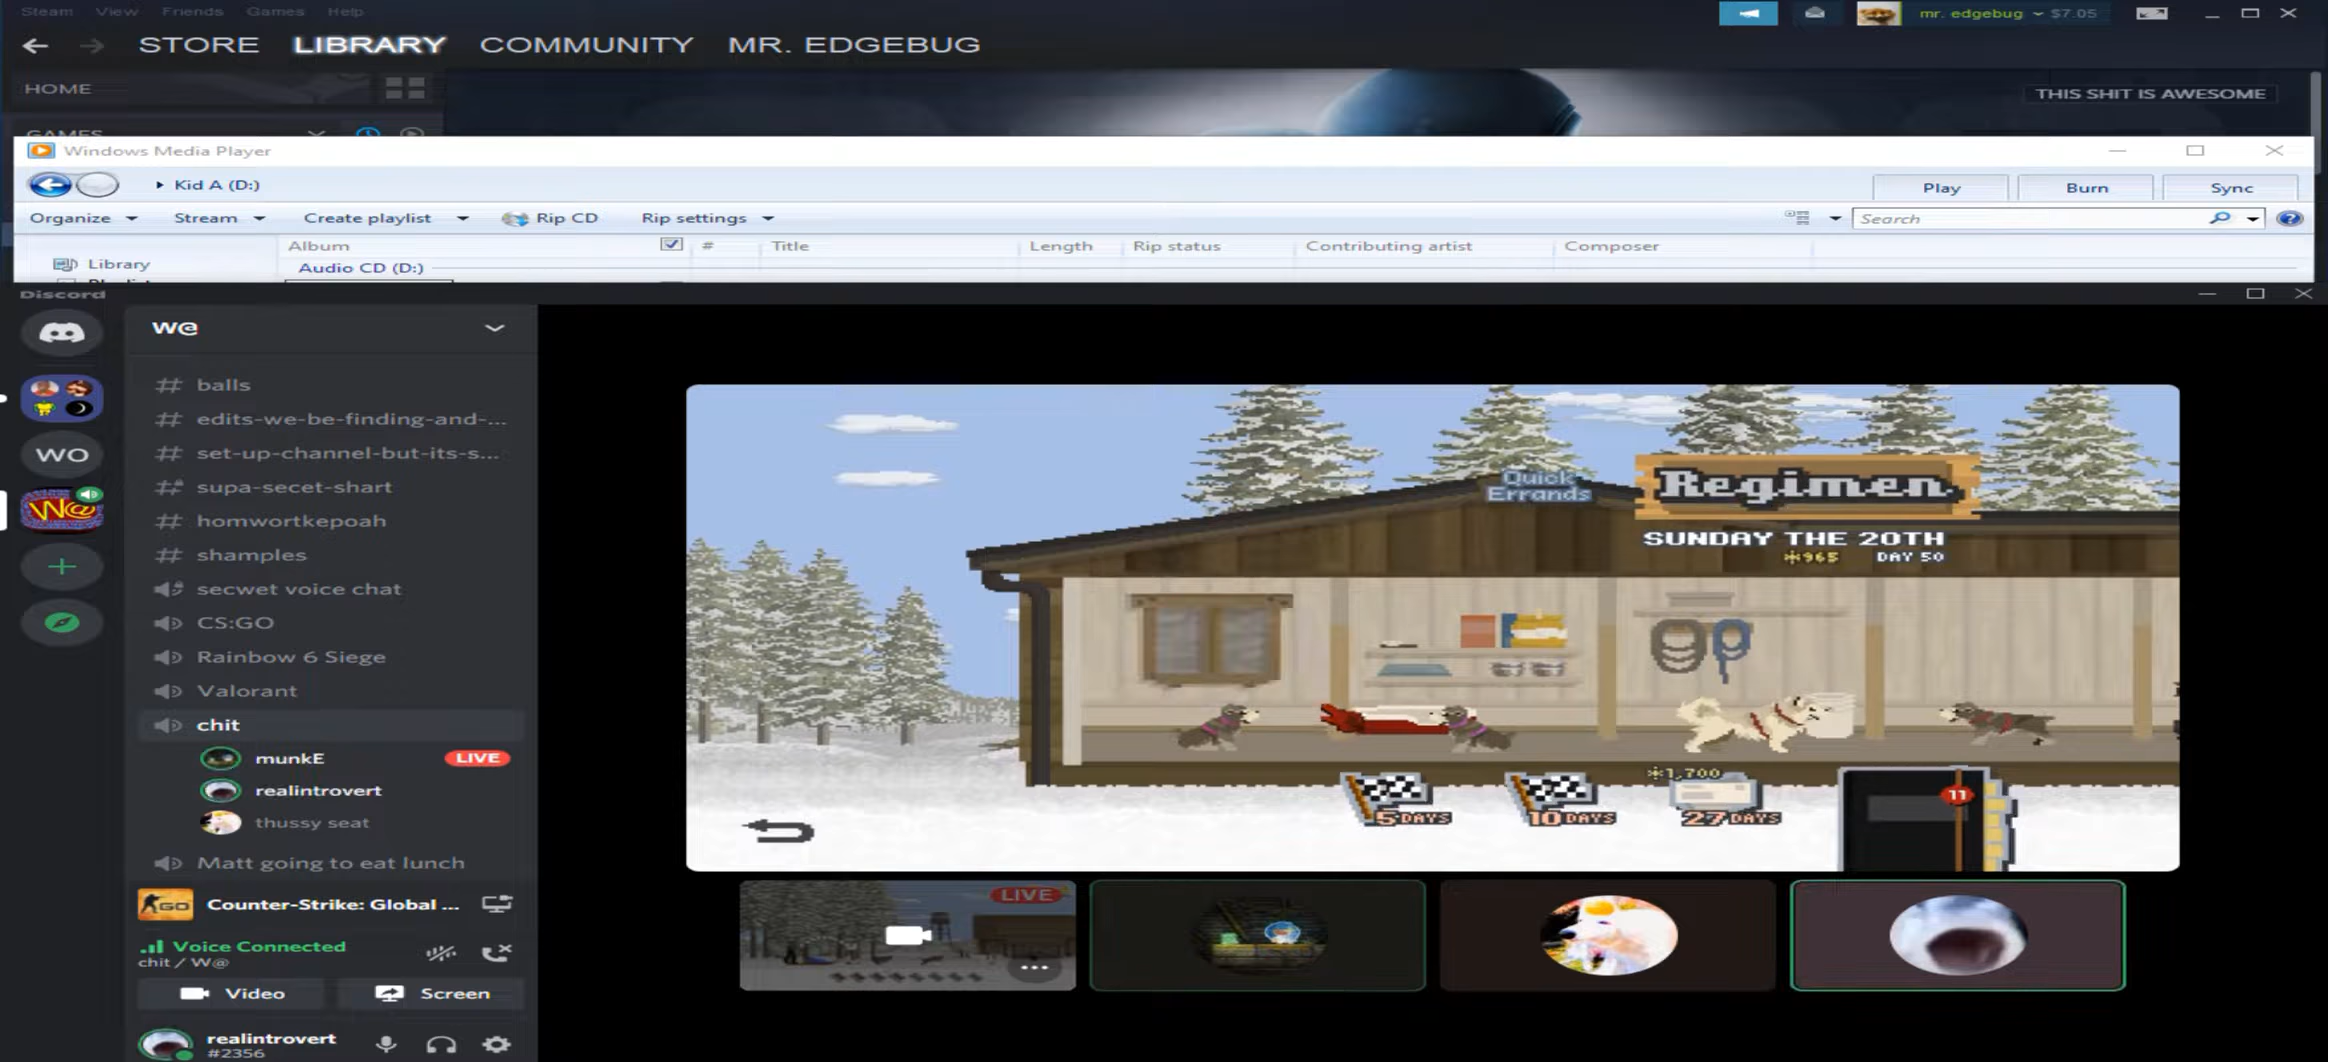 Steam View Friends Games Help
mr. edgebug $7.05
STORE LIBRARY COMMUNITY MR. EDGEBUG
HOME
THIS SHIT IS AWESOME
GAMES
Windows Media Player
Kid A (D:)
Play Burn Sync
Organize Stream Create playlist Rip CD Rip settings
Search
Album # Title Length Rip status Contributing artist Composer
Library
Audio CD (D:)
Discord
W@
# balls
# edits-we-be-finding-and-...
WO
# set-up-channel-but-its-s...
# supa-secet-shart
W@
# homwortkepoah
# shamples
secwet voice chat
CS:GO
Rainbow 6 Siege
Valorant
chit
munkE LIVE
realintrovert
thussy seat
Matt going to eat lunch
GO
Counter-Strike: Global ...
Voice Connected
chit / W@
Video Screen
realintrovert
#2356
Quick
Errands
Regimen
SUNDAY THE 20TH
965 DAY 50
1,700
11
5 DAYS
10 DAYS
27 DAYS
LIVE